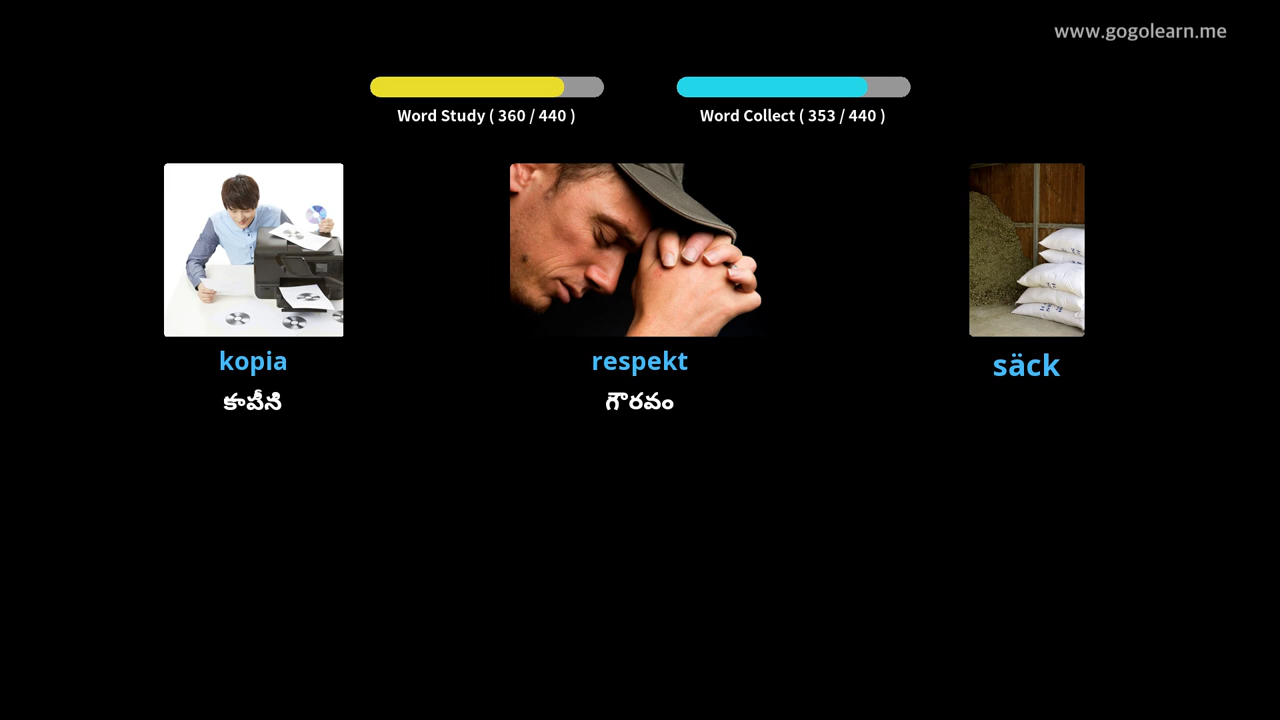 www.gogolearn.me
Word Study ( 360 / 440 )
Word Collect ( 353 / 440 )
kopia
కాపీని
respekt
గౌరవం
säck